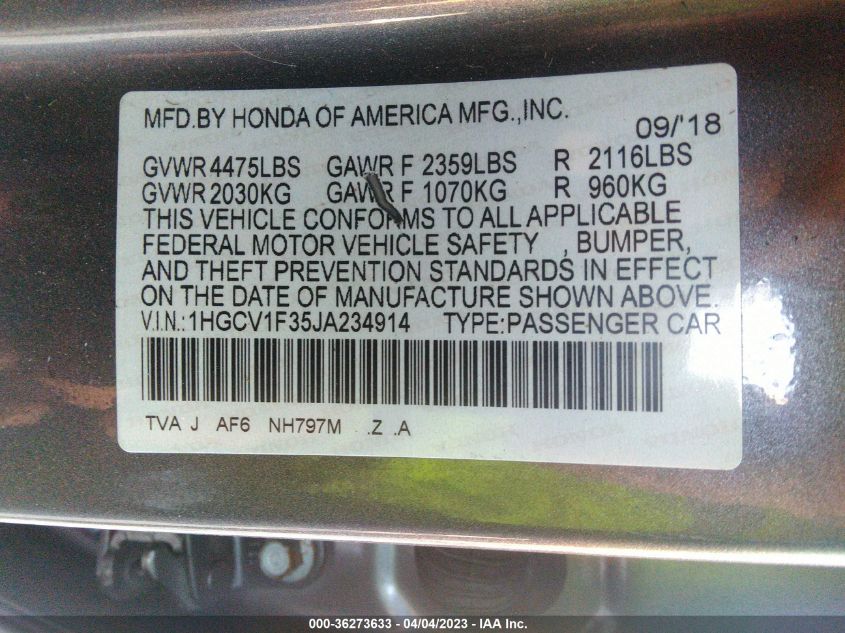 MFD.BY HONDA OF AMERICA MFG.,INC.
09/'18
GVWR 4475LBS GAWR F 2359LBS R 2116LBS
GVWR 2030KG GAWR F 1070KG R 960KG
THIS VEHICLE CONFORMS TO ALL APPLICABLE
FEDERAL MOTOR VEHICLE SAFETY , BUMPER,
AND THEFT PREVENTION STANDARDS IN EFFECT
ON THE DATE OF MANUFACTURE SHOWN ABOVE.
V.I.N.:1HGCV1F35JA234914 TYPE:PASSENGER CAR
TVA J AF6 NH797M .Z .A
000-36273633 - 04/04/2023 - IAA Inc.